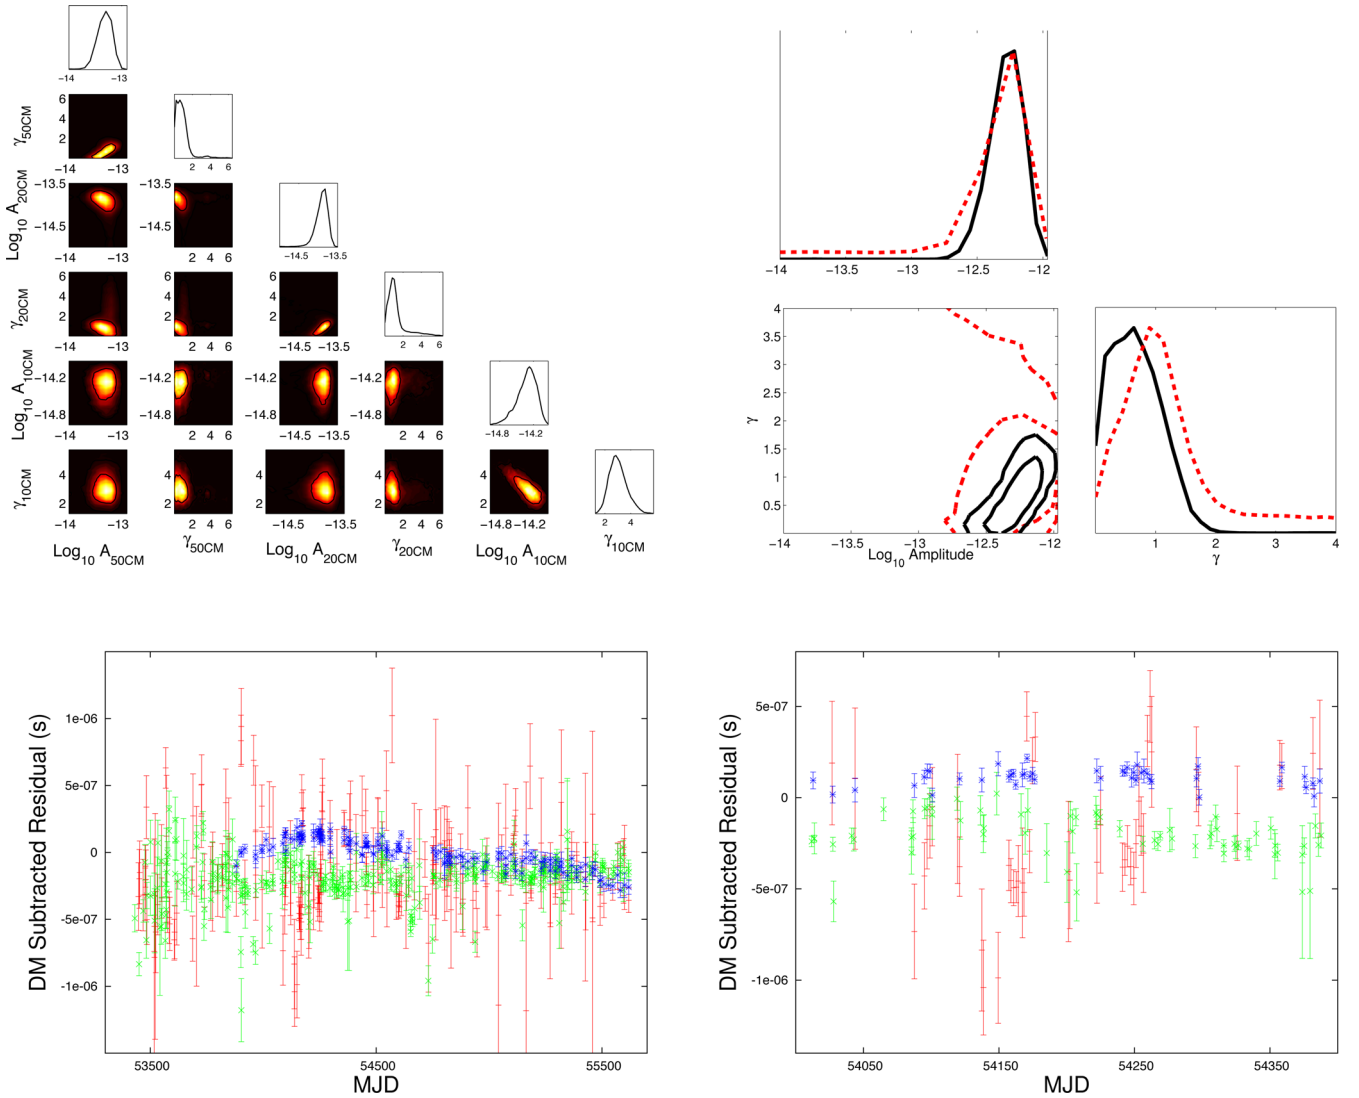 −14 −13
γ50CM
6
4
2
−14 −13
2 4 6
Log10 A20CM
−13.5
−14.5
−14 −13
−13.5
−14.5
2 4 6
−14.5 −13.5
γ20CM
6
4
2
−14 −13
6
4
2
2 4 6
6
4
2
−14.5 −13.5
2 4 6
Log10 A10CM
−14.2
−14.8
−14 −13
−14.2
−14.8
2 4 6
−14.2
−14.8
−14.5 −13.5
−14.2
−14.8
2 4 6
−14.8 −14.2
γ10CM
4
2
−14 −13
4
2
2 4 6
4
2
−14.5 −13.5
4
2
2 4 6
4
2
−14.8 −14.2
2 4
Log10 A50CM
γ50CM
Log10 A20CM
γ20CM
Log10 A10CM
γ10CM
−14 −13.5 −13 −12.5 −12
4
3.5
3
2.5
2
1.5
1
0.5
γ
−14 −13.5 −13 −12.5 −12
Log10 Amplitude
1 2 3 4
γ
DM Subtracted Residual (s)
1e-06
5e-07
0
-5e-07
-1e-06
53500 54500 55500
MJD
DM Subtracted Residual (s)
5e-07
0
-5e-07
-1e-06
54050 54150 54250 54350
MJD